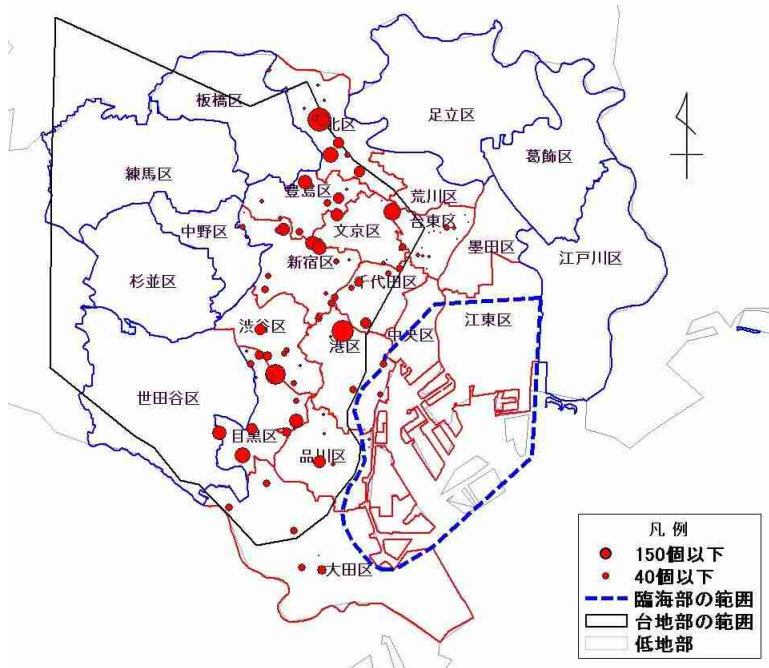 板橋区
足立区
北区
葛飾区
練馬区
豊島区
荒川区
台東区
中野区
文京区
墨田区
新宿区
江戸川区
杉並区
千代田区
渋谷区
中央区
江東区
港区
世田谷区
目黒区
品川区
大田区
凡 例
150個以下
40個以下
臨海部の範囲
台地部の範囲
低地部